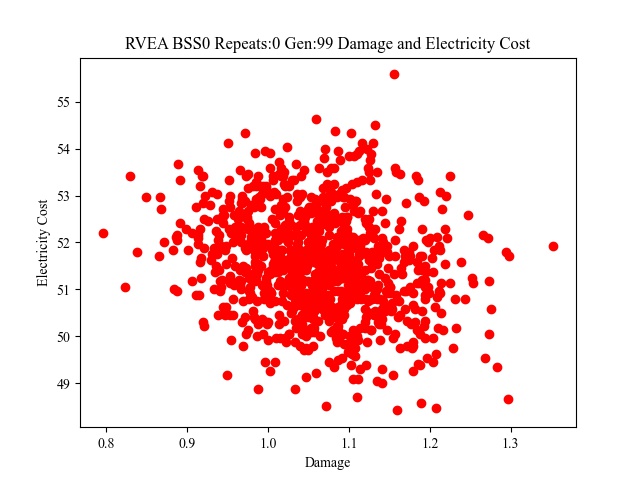 RVEA BSS0 Repeats:0 Gen:99 Damage and Electricity Cost
55
54
53
52
51
50
49
Electricity Cost
0.8 0.9 1.0 1.1 1.2 1.3
Damage